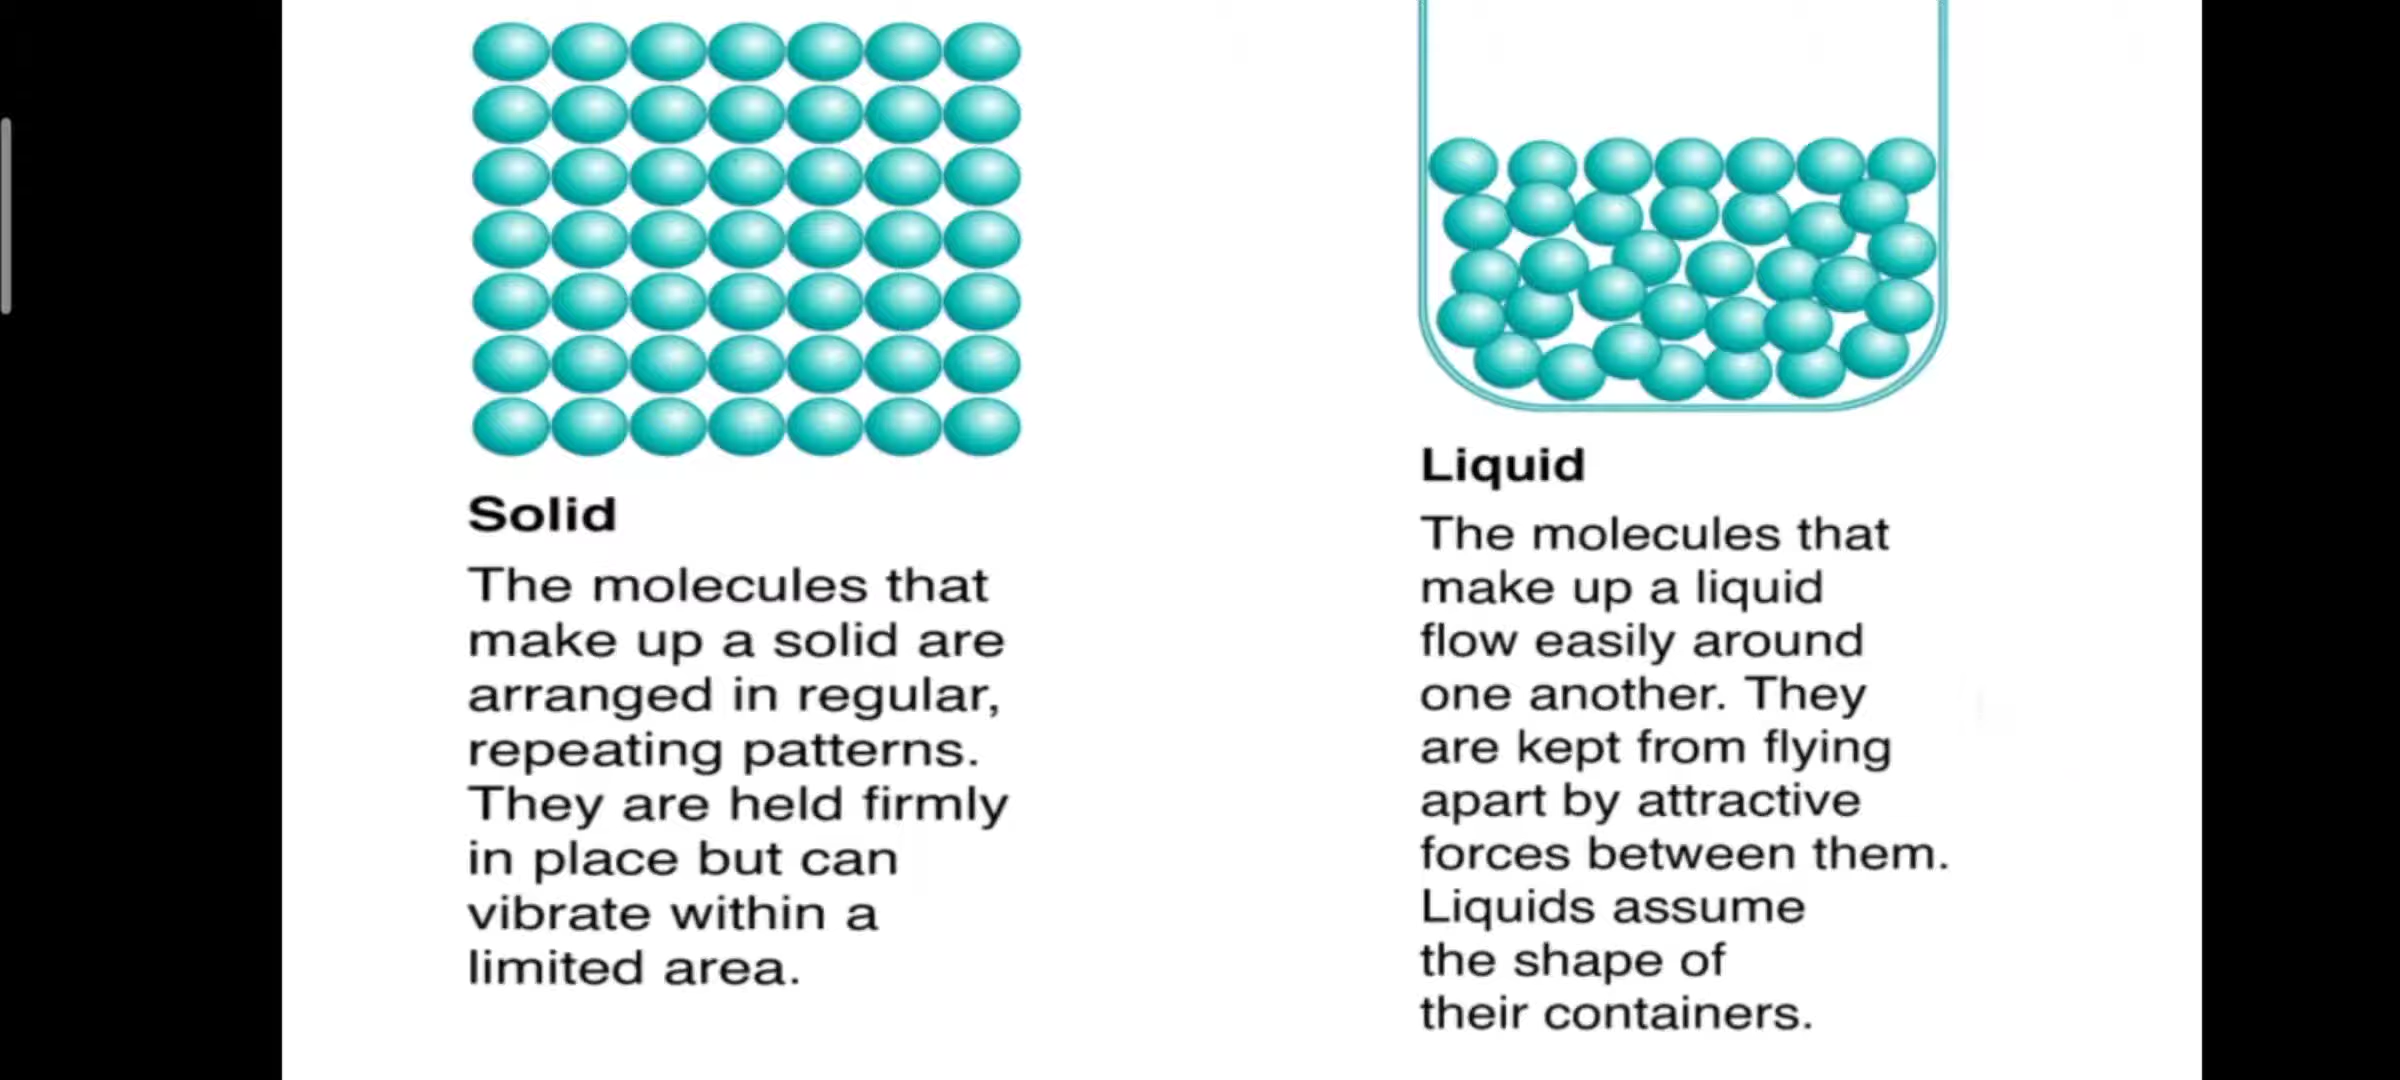 Solid
The molecules that
make up a solid are
arranged in regular,
repeating patterns.
They are held firmly
in place but can
vibrate within a
limited area.
Liquid
The molecules that
make up a liquid
flow easily around
one another. They
are kept from flying
apart by attractive
forces between them.
Liquids assume
the shape of
their containers.